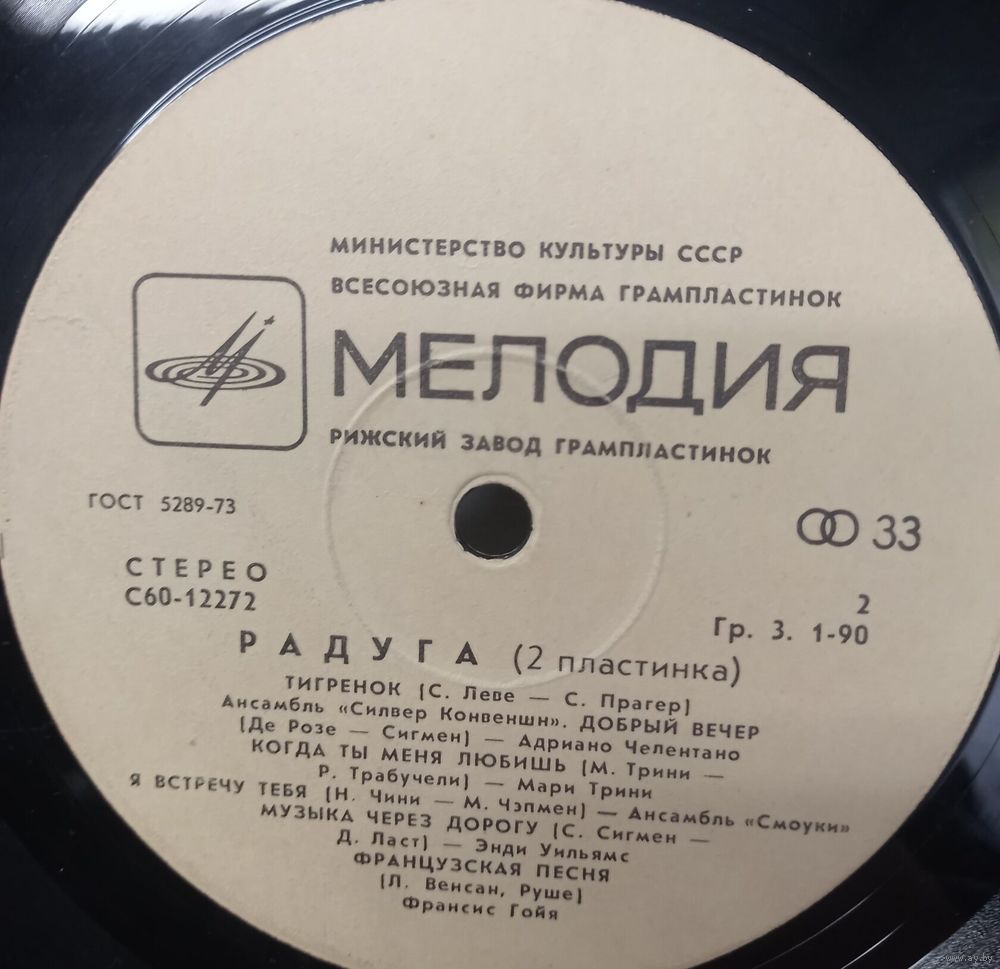 МИНИСТЕРСТВО КУЛЬТУРЫ СССР
ВСЕСОЮЗНАЯ ФИРМА ГРАМПЛАСТИНОК
МЕЛОДИЯ
РИЖСКИЙ ЗАВОД ГРАМПЛАСТИНОК
ГОСТ 5289-73
33
СТЕРЕО
С60-12272
2
Гр. 3. 1-90
РАДУГА (2 пластинка)
ТИГРЕНОК (С. Леве — С. Прагер)
Ансамбль «Силвер Конвеншн». ДОБРЫЙ ВЕЧЕР
(Де Розе — Сигмен) — Адриано Челентано
КОГДА ТЫ МЕНЯ ЛЮБИШЬ (М. Трини —
Р. Трабучели) — Мари Трини
Я ВСТРЕЧУ ТЕБЯ (Н. Чини — М. Чэпмен) — Ансамбль «Смоуки»
МУЗЫКА ЧЕРЕЗ ДОРОГУ (С. Сигмен —
Д. Ласт) — Энди Уильямс
ФРАНЦУЗСКАЯ ПЕСНЯ
(Л. Венсан, Руше)
Франсис Гойя
www.ay.by